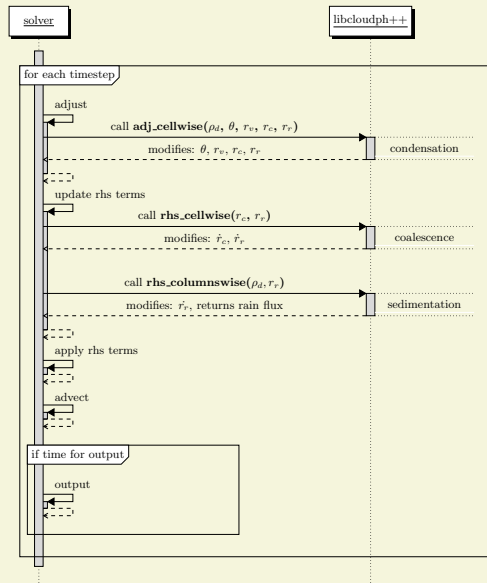 solver
libcloudph++
for each timestep
adjust
call adj_cellwise(ρd, θ, rv, rc, rr)
modifies: θ, rv, rc, rr
condensation
update rhs terms
call rhs_cellwise(rc, rr)
modifies: ṙc, ṙr
coalescence
call rhs_columnswise(ρd, rr)
modifies: ṙr, returns rain flux
sedimentation
apply rhs terms
advect
if time for output
output